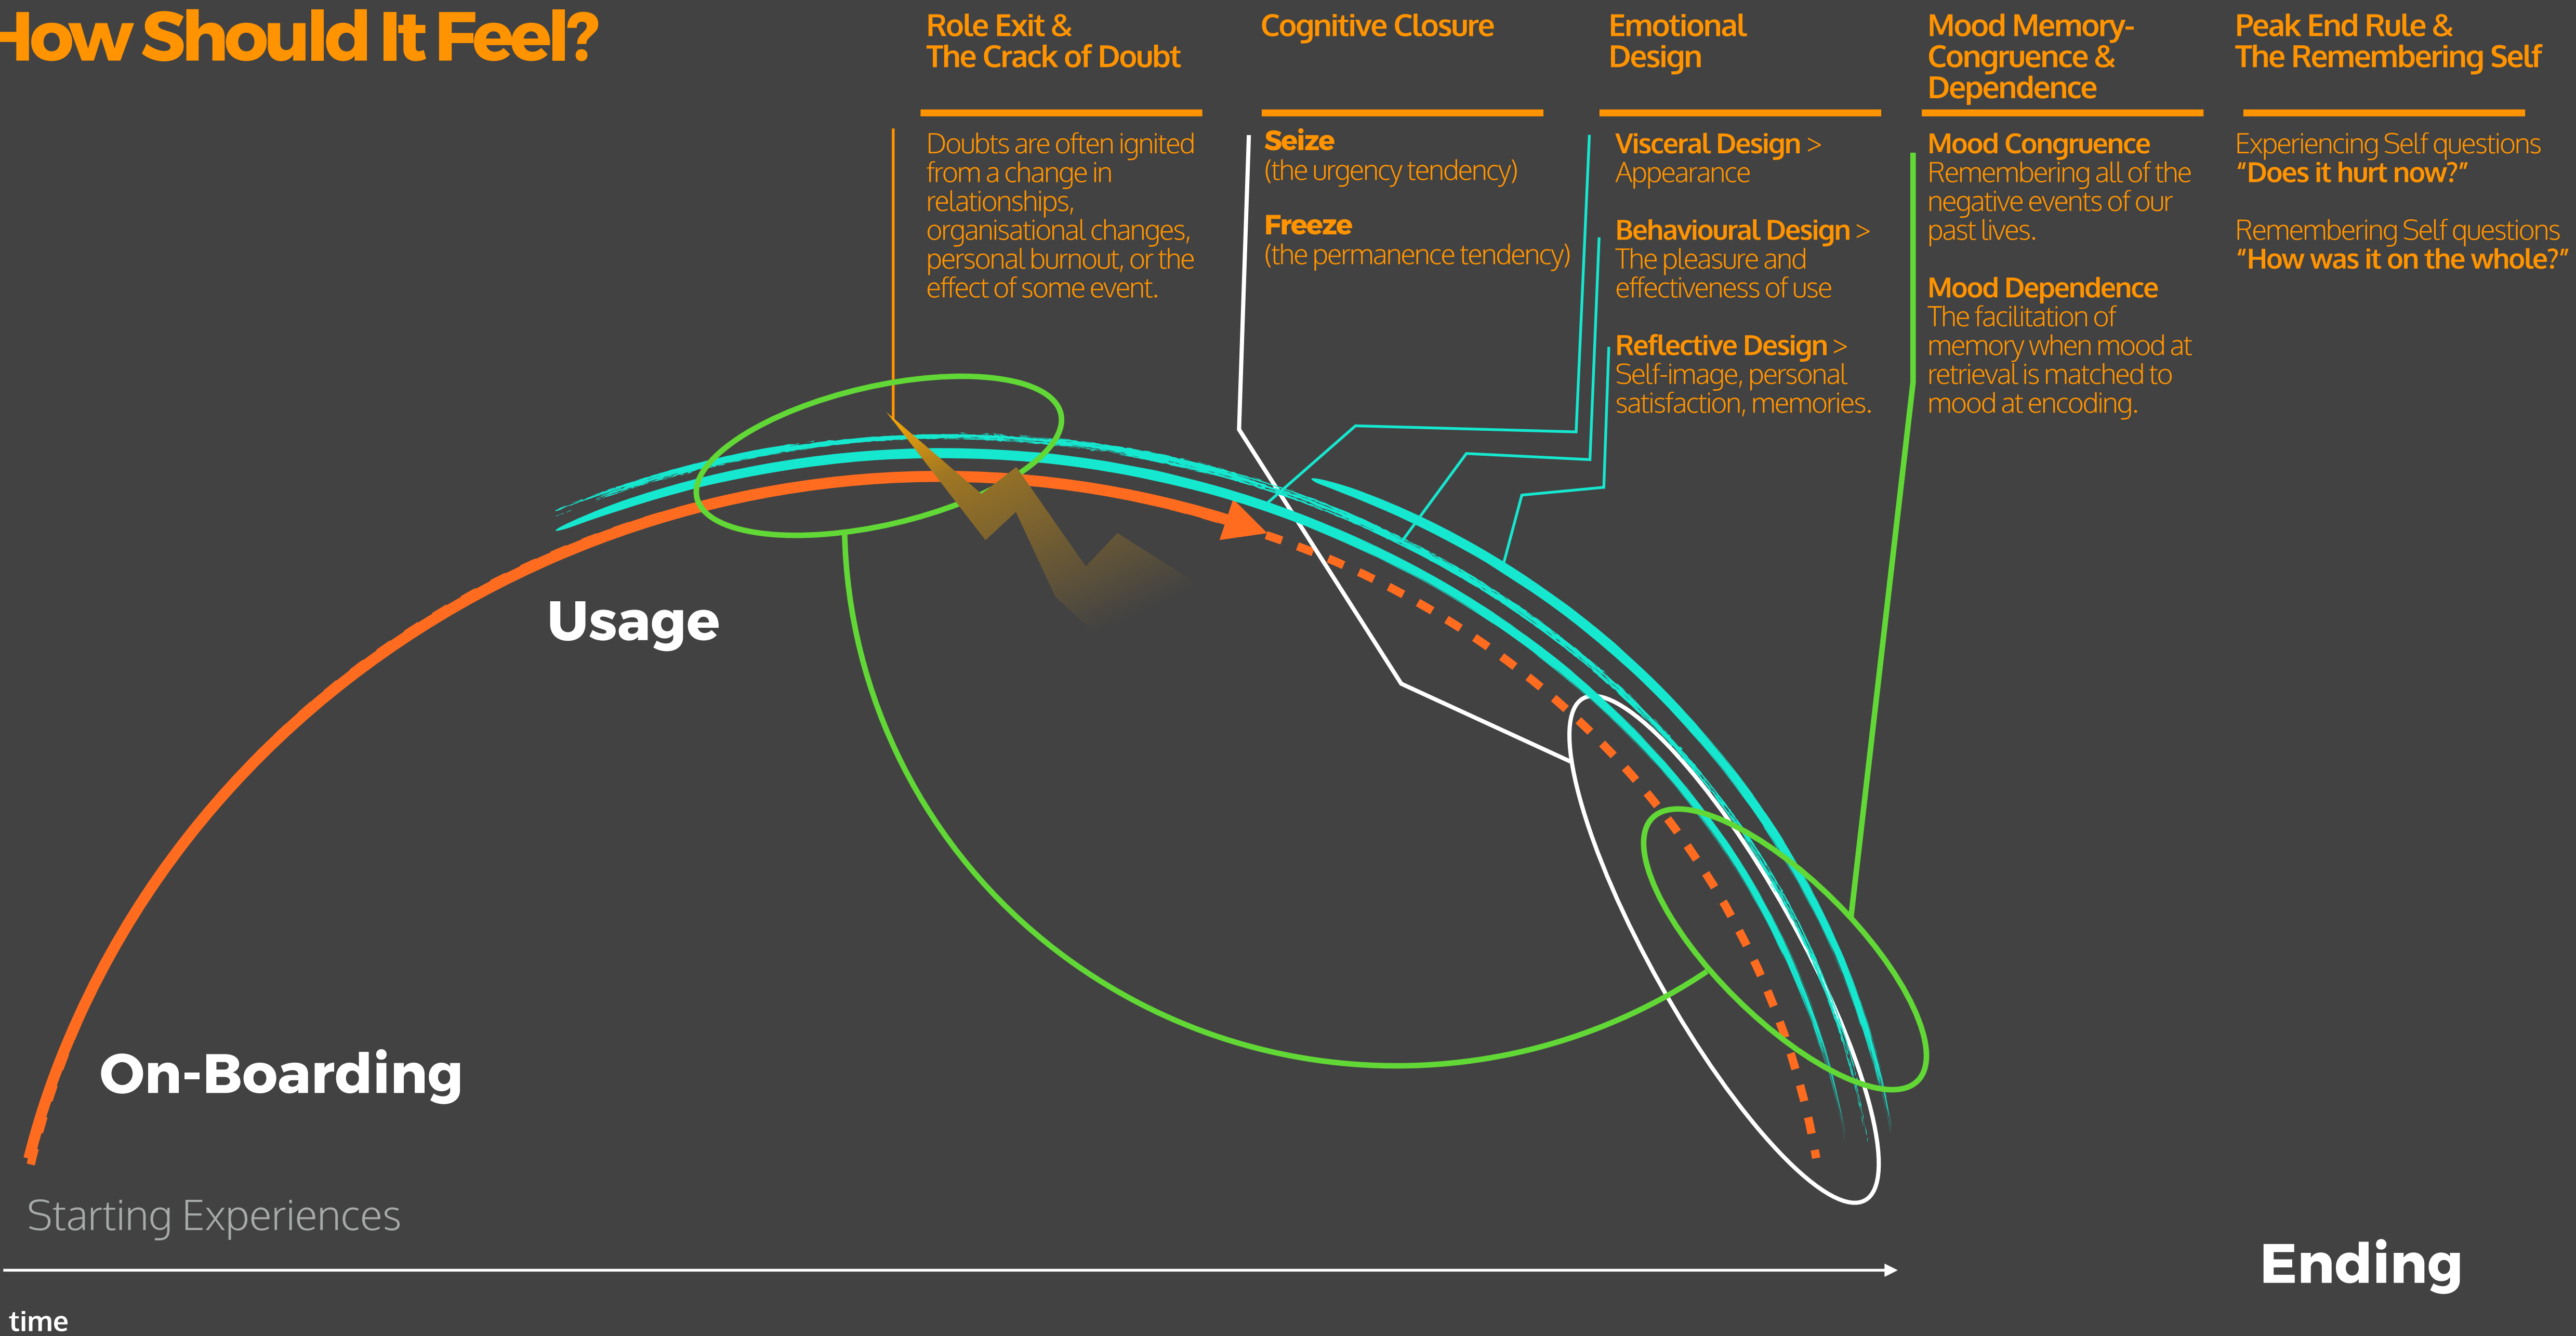 How Should It Feel?
Role Exit &
The Crack of Doubt
Doubts are often ignited
from a change in
relationships,
organisational changes,
personal burnout, or the
effect of some event.
Cognitive Closure
Seize
(the urgency tendency)
Freeze
(the permanence tendency)
Emotional
Design
Visceral Design >
Appearance
Behavioural Design >
The pleasure and
effectiveness of use
Reflective Design >
Self-image, personal
satisfaction, memories.
Mood Memory-
Congruence &
Dependence
Mood Congruence
Remembering all of the
negative events of our
past lives.
Mood Dependence
The facilitation of
memory when mood at
retrieval is matched to
mood at encoding.
Peak End Rule &
The Remembering Self
Experiencing Self questions
“Does it hurt now?”
Remembering Self questions
“How was it on the whole?”
Usage
On-Boarding
Starting Experiences
Ending
time